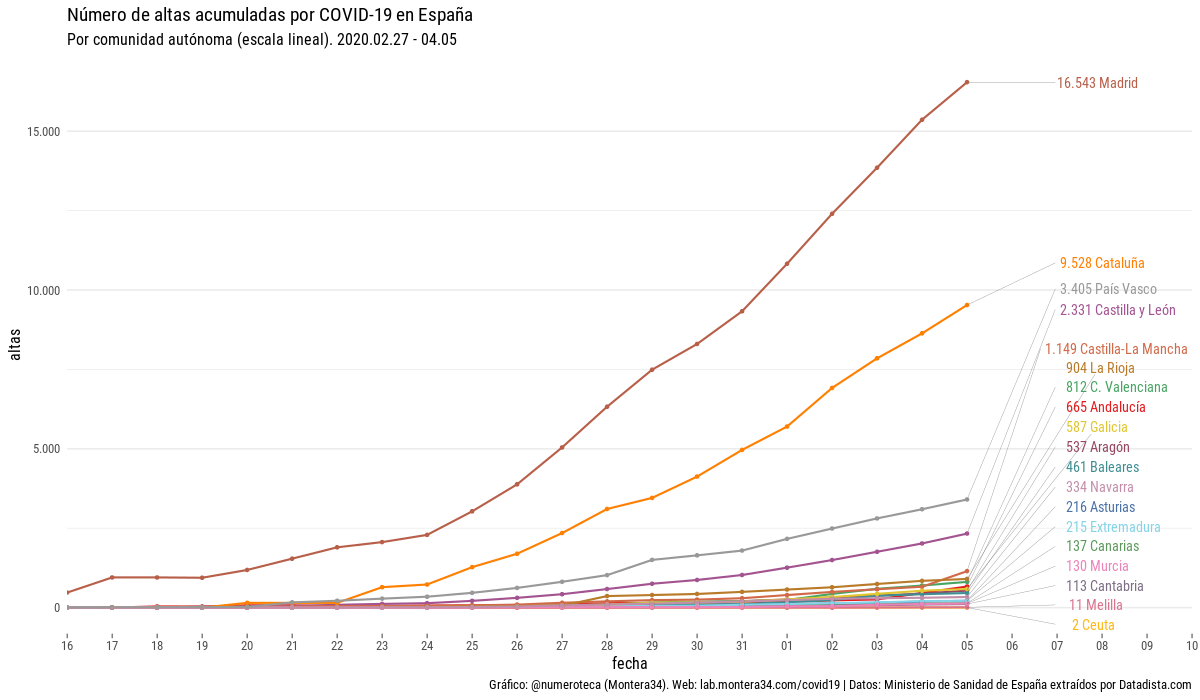 Número de altas acumuladas por COVID-19 en España
Por comunidad autónoma (escala lineal). 2020.02.27 - 04.05
16.543 Madrid
15.000
9.528 Cataluña
10.000
3.405 País Vasco
2.331 Castilla y León
altas
1.149 Castilla-La Mancha
904 La Rioja
812 C. Valenciana
665 Andalucía
587 Galicia
5.000
537 Aragón
461 Baleares
334 Navarra
216 Asturias
215 Extremadura
137 Canarias
130 Murcia
113 Cantabria
0
11 Melilla
2 Ceuta
16 17 18 19 20 21 22 23 24 25 26 27 28 29 30 31 01 02 03 04 05 06 07 08 09 10
fecha
Gráfico: @numeroteca (Montera34). Web: lab.montera34.com/covid19 | Datos: Ministerio de Sanidad de España extraídos por Datadista.com